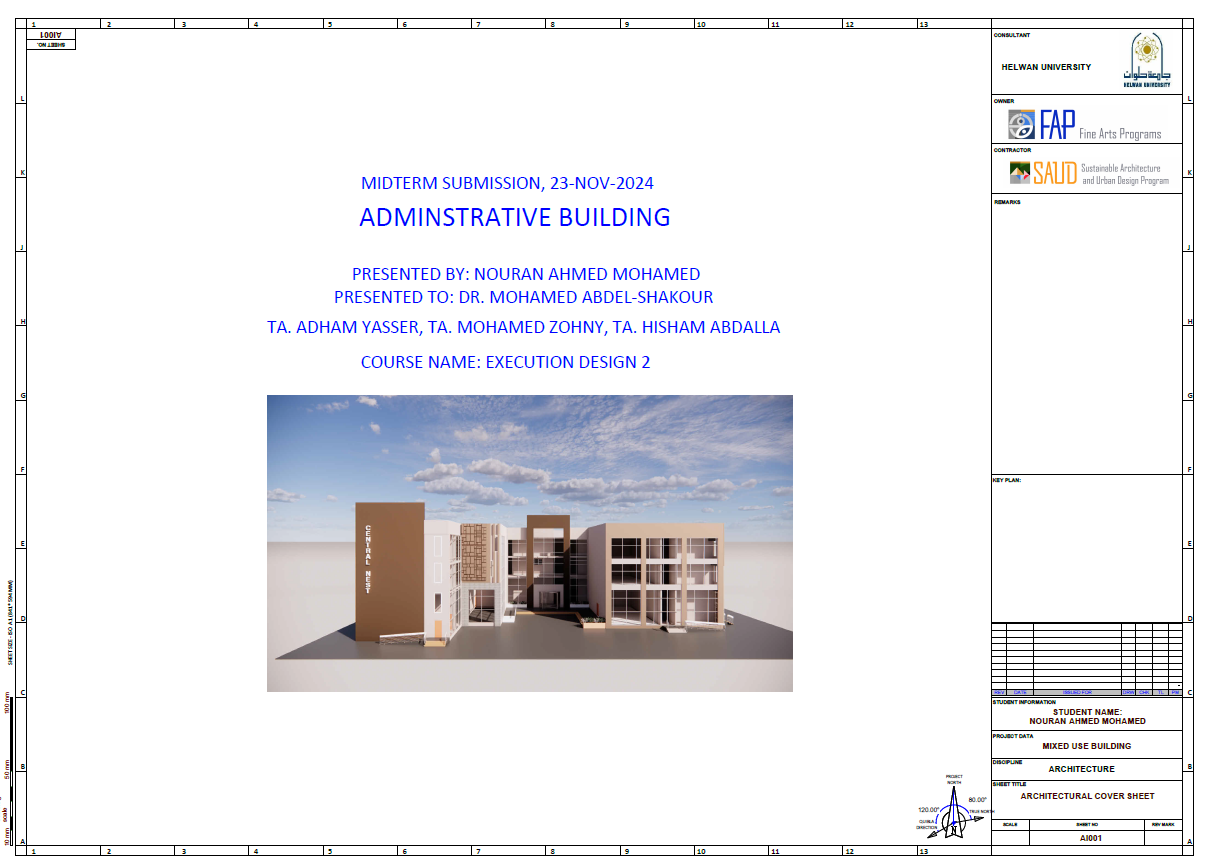 1 2 3 4 5 6 7 8 9 10 11 12 13
AI001
SHEET NO.
MIDTERM SUBMISSION, 23-NOV-2024
ADMINSTRATIVE BUILDING
PRESENTED BY: NOURAN AHMED MOHAMED
PRESENTED TO: DR. MOHAMED ABDEL-SHAKOUR
TA. ADHAM YASSER, TA. MOHAMED ZOHNY, TA. HISHAM ABDALLA
COURSE NAME: EXECUTION DESIGN 2
CENTRAL NEST
L
K
J
H
G
F
E
D
C
B
A
SHEET SIZE - ISO A1 (841 * 594 MM)
100 mm
50 mm
10 mm
scale
PROJECT
NORTH
80.00°
120.00°
TRUE NORTH
QUIBLA
DIRECTION
N
1 2 3 4 5 6 7 8 9 10 11 12 13
CONSULTANT
HELWAN UNIVERSITY
جامعة حلوان
HELWAN UNIVERSITY
OWNER
FAP Fine Arts Programs
CONTRACTOR
SAUD Sustainable Architecture
and Urban Design Program
REMARKS
KEY PLAN:
REV DATE ISSUED FOR DRW CHK TL PM
STUDENT INFORMATION
STUDENT NAME:
NOURAN AHMED MOHAMED
PROJECT DATA
MIXED USE BUILDING
DISCIPLINE
ARCHITECTURE
SHEET TITLE
ARCHITECTURAL COVER SHEET
SCALE SHEET NO REV MARK
AI001
L
K
J
H
G
F
E
D
C
B
A